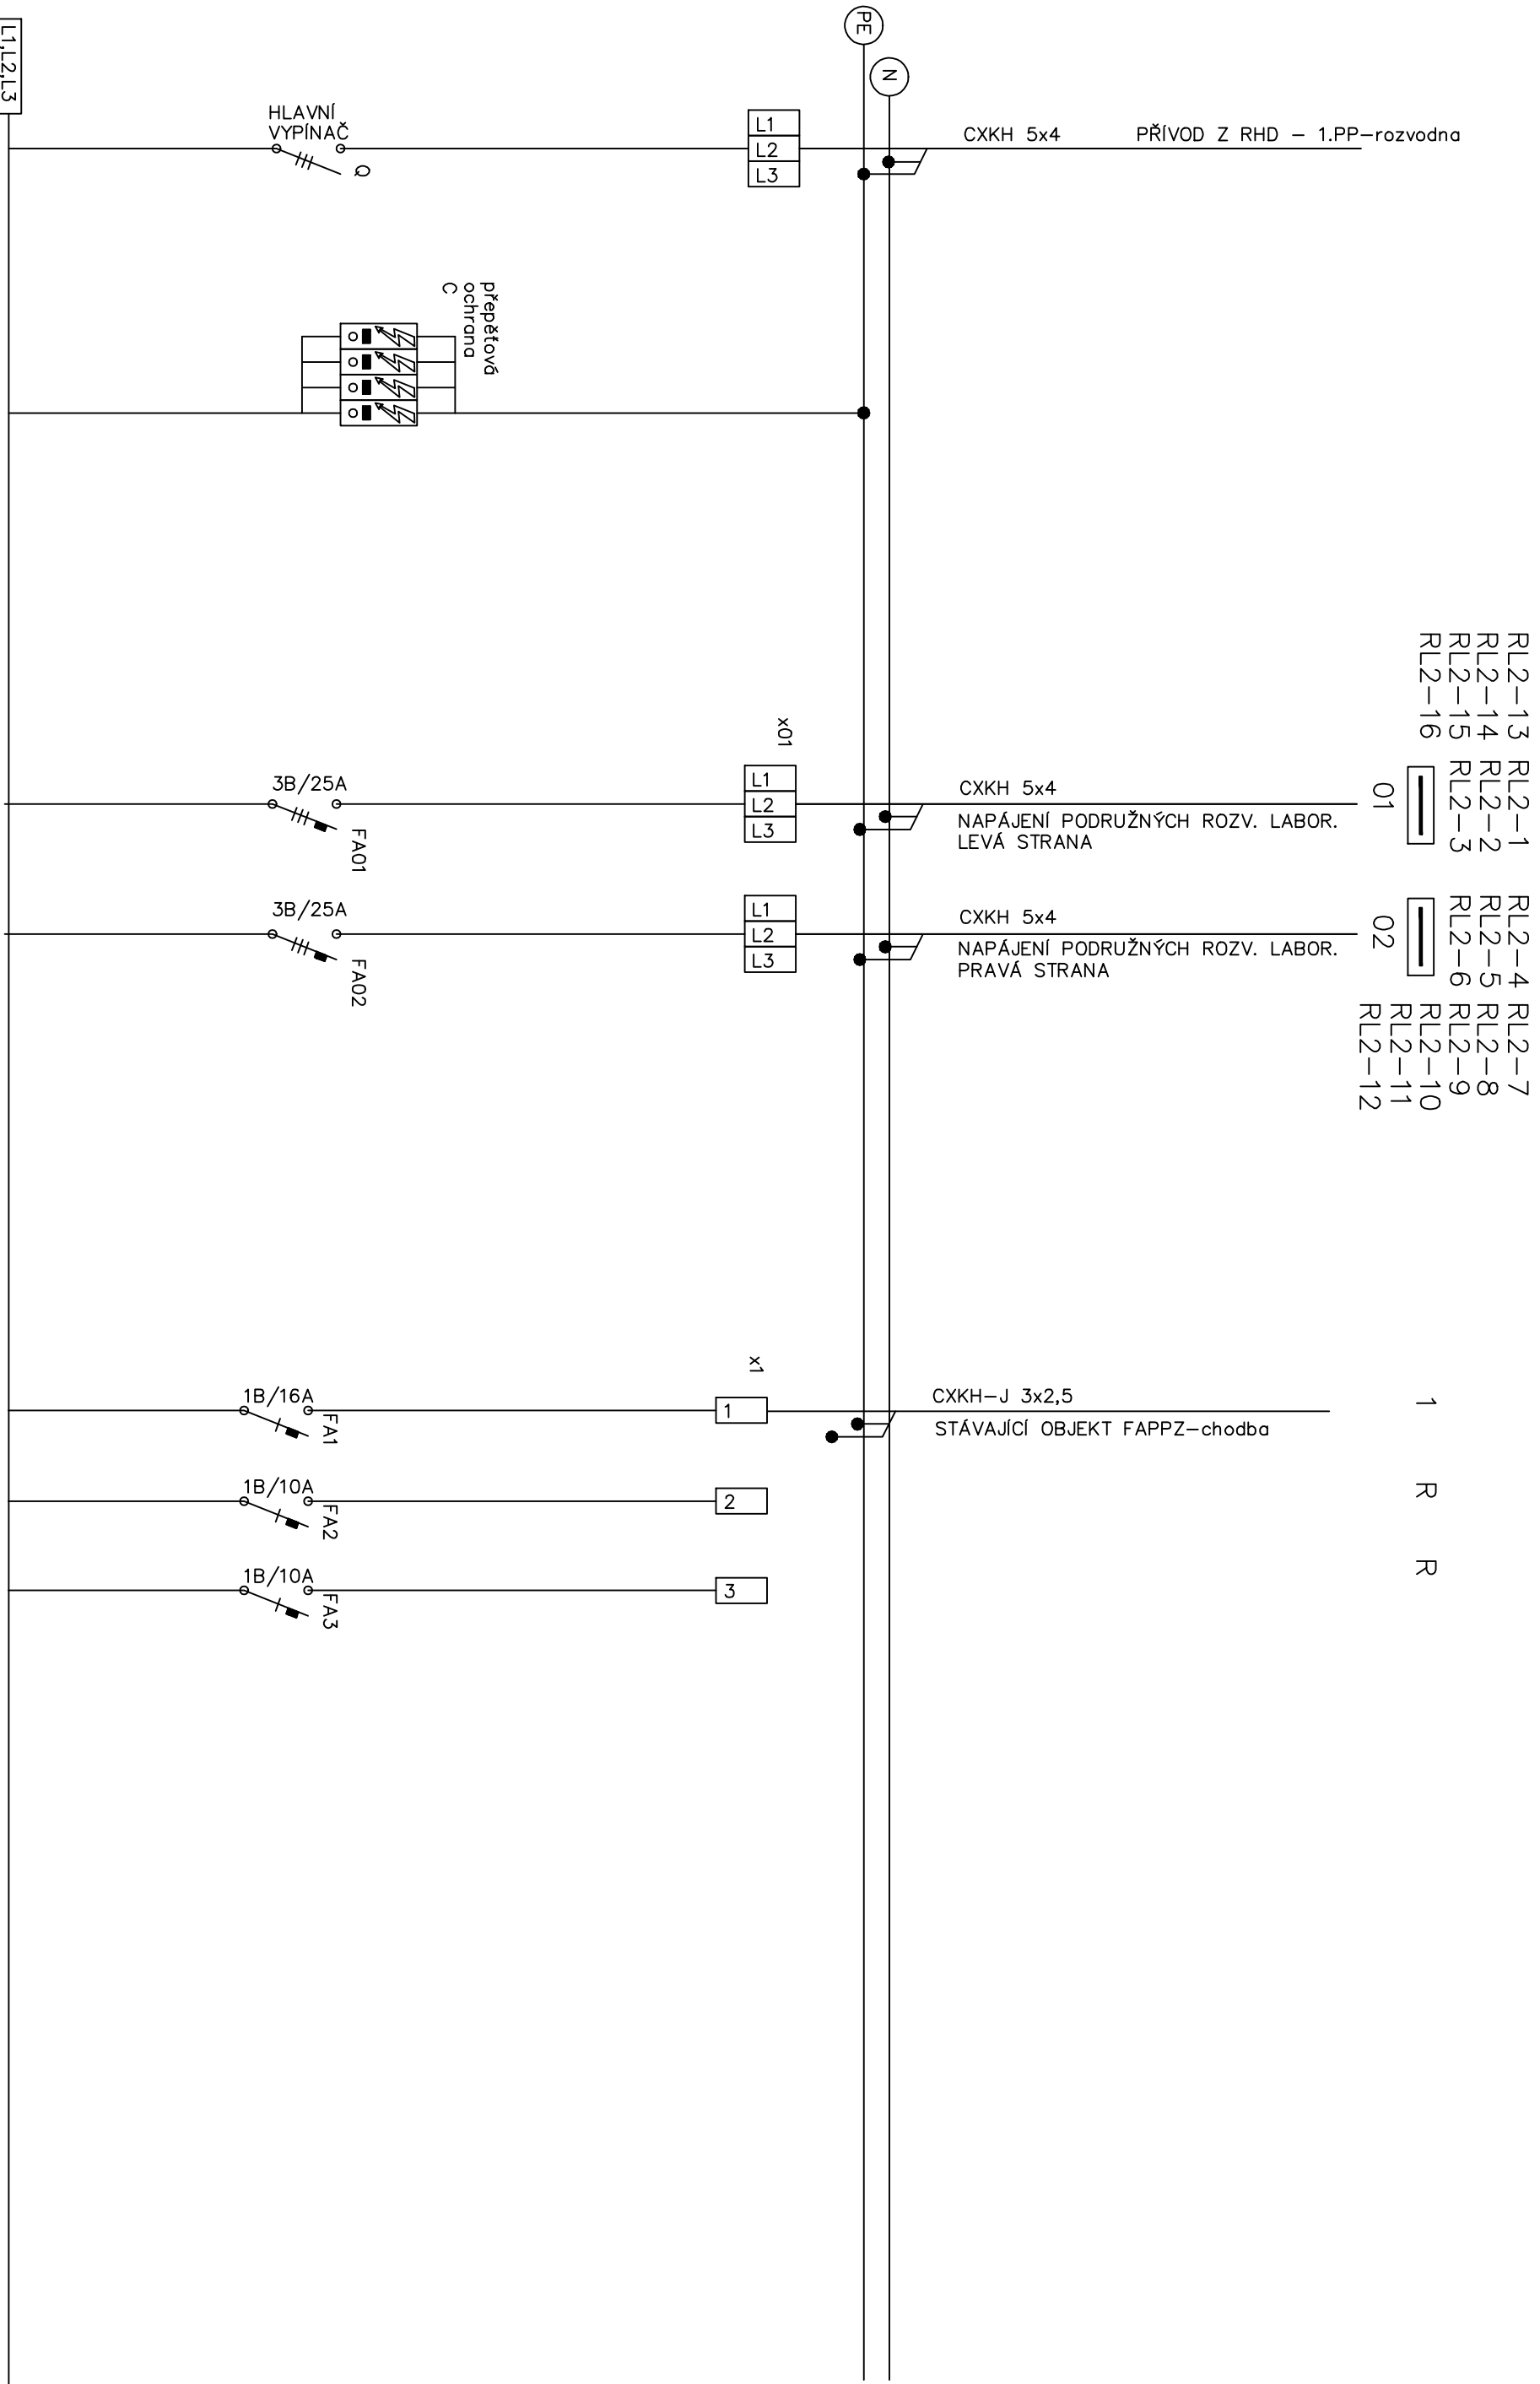 PE
N
L1,L2,L3
HLAVNÍ
VYPÍNAČ
Q
L1
L2
L3
CXKH 5x4
PŘÍVOD Z RHD - 1.PP-rozvodna
přepěťová
ochrana
C
RL2-13
RL2-14
RL2-15
RL2-16
RL2-1
RL2-2
RL2-3
01
x01
3B/25A
FA01
L1
L2
L3
CXKH 5x4
NAPÁJENÍ PODRUŽNÝCH ROZV. LABOR.
LEVÁ STRANA
RL2-4
RL2-5
RL2-6
02
3B/25A
FA02
L1
L2
L3
CXKH 5x4
NAPÁJENÍ PODRUŽNÝCH ROZV. LABOR.
PRAVÁ STRANA
RL2-7
RL2-8
RL2-9
RL2-10
RL2-11
RL2-12
x1
1B/16A
FA1
1
CXKH-J 3x2,5
STÁVAJÍCÍ OBJEKT FAPPZ-chodba
1
1B/10A
FA2
2
R
1B/10A
FA3
3
R